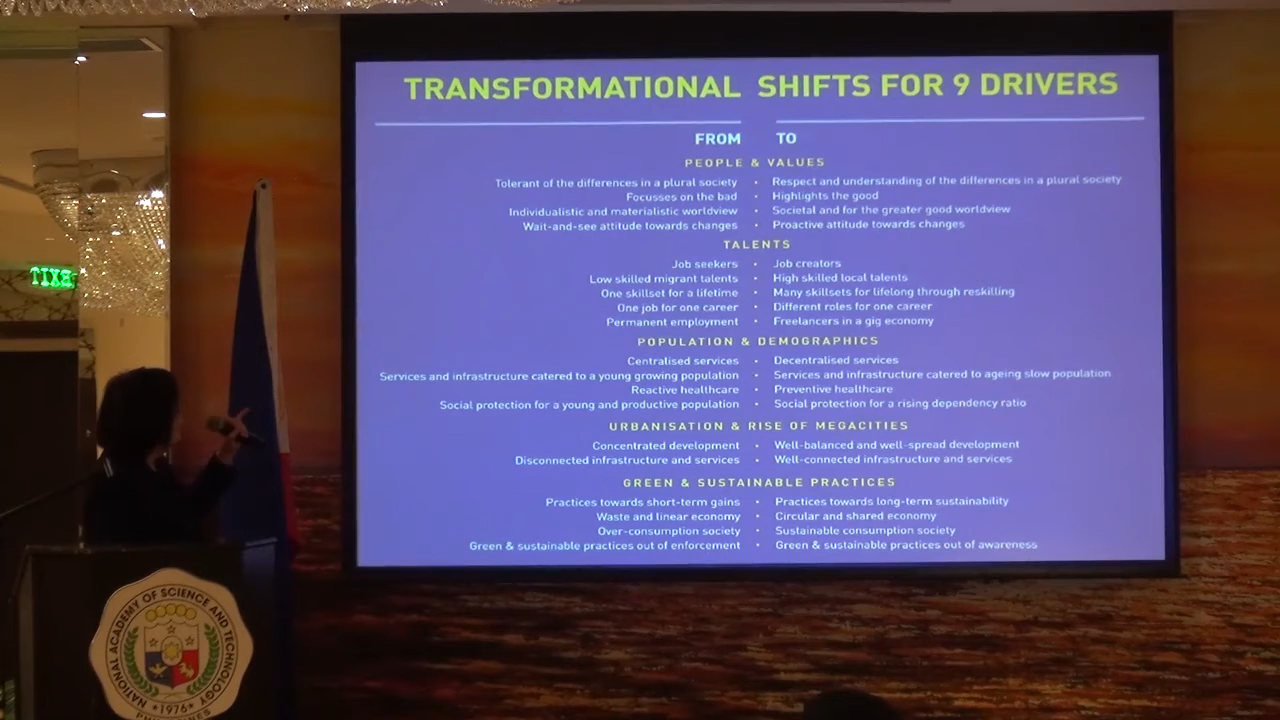 TRANSFORMATIONAL SHIFTS FOR 9 DRIVERS
FROM TO
PEOPLE & VALUES
Tolerant of the differences in a plural society • Respect and understanding of the differences in a plural society
Focusses on the bad • Highlights the good
Individualistic and materialistic worldview • Societal and for the greater good worldview
Wait-and-see attitude towards changes • Proactive attitude towards changes
TALENTS
Job seekers • Job creators
Low skilled migrant talents • High skilled local talents
One skillset for a lifetime • Many skillsets for lifelong through reskilling
One job for one career • Different roles for one career
Permanent employment • Freelancers in a gig economy
POPULATION & DEMOGRAPHICS
Centralised services • Decentralised services
Services and infrastructure catered to a young growing population • Services and infrastructure catered to ageing slow population
Reactive healthcare • Preventive healthcare
Social protection for a young and productive population • Social protection for a rising dependency ratio
URBANISATION & RISE OF MEGACITIES
Concentrated development • Well-balanced and well-spread development
Disconnected infrastructure and services • Well-connected infrastructure and services
GREEN & SUSTAINABLE PRACTICES
Practices towards short-term gains • Practices towards long-term sustainability
Waste and linear economy • Circular and shared economy
Over-consumption society • Sustainable consumption society
Green & sustainable practices out of enforcement • Green & sustainable practices out of awareness
EXIT
NATIONAL ACADEMY OF SCIENCE AND TECHNOLOGY
1976
PHILIPPINES